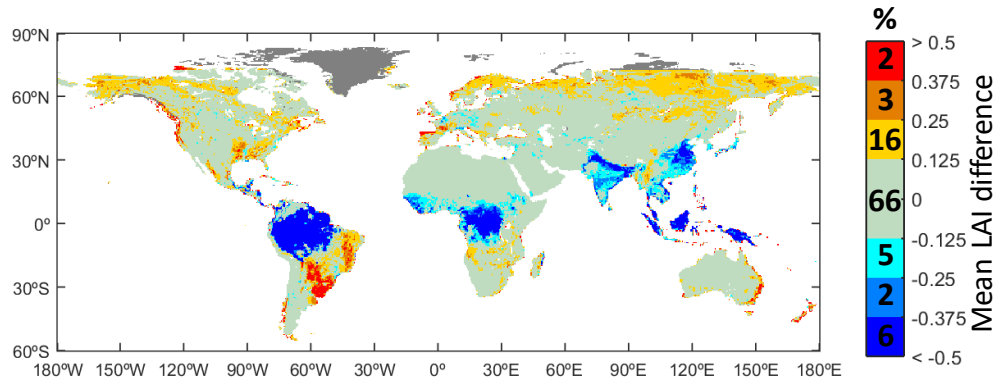 %
90ºN
60ºN
30ºN
0º
30ºS
60ºS
180ºW 150ºW 120ºW 90ºW 60ºW 30ºW 0º 30ºE 60ºE 90ºE 120ºE 150ºE 180ºE
2
3
16
66
5
2
6
> 0.5
0.375
0.25
0.125
0
-0.125
-0.25
-0.375
< -0.5
Mean LAI difference